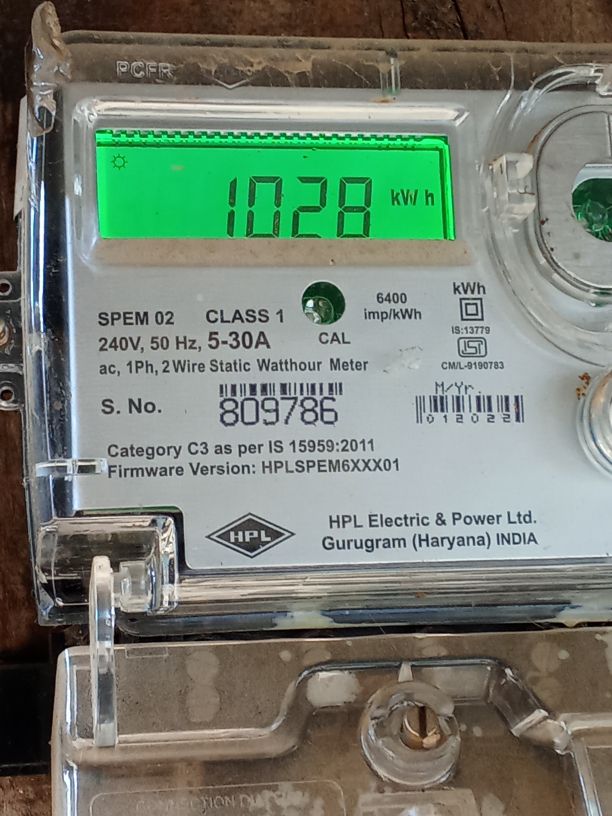 PCFR
1028 kW h
SPEM 02 CLASS 1
6400
imp/kWh
kWh
240V, 50 Hz, 5-30A
CAL
IS:13779
ac, 1Ph, 2 Wire Static Watthour Meter
CM/L-9190783
M/Yr.
S. No. 809786
012022
Category C3 as per IS 15959:2011
Firmware Version: HPLSPEM6XXX01
HPL
HPL Electric & Power Ltd.
Gurugram (Haryana) INDIA